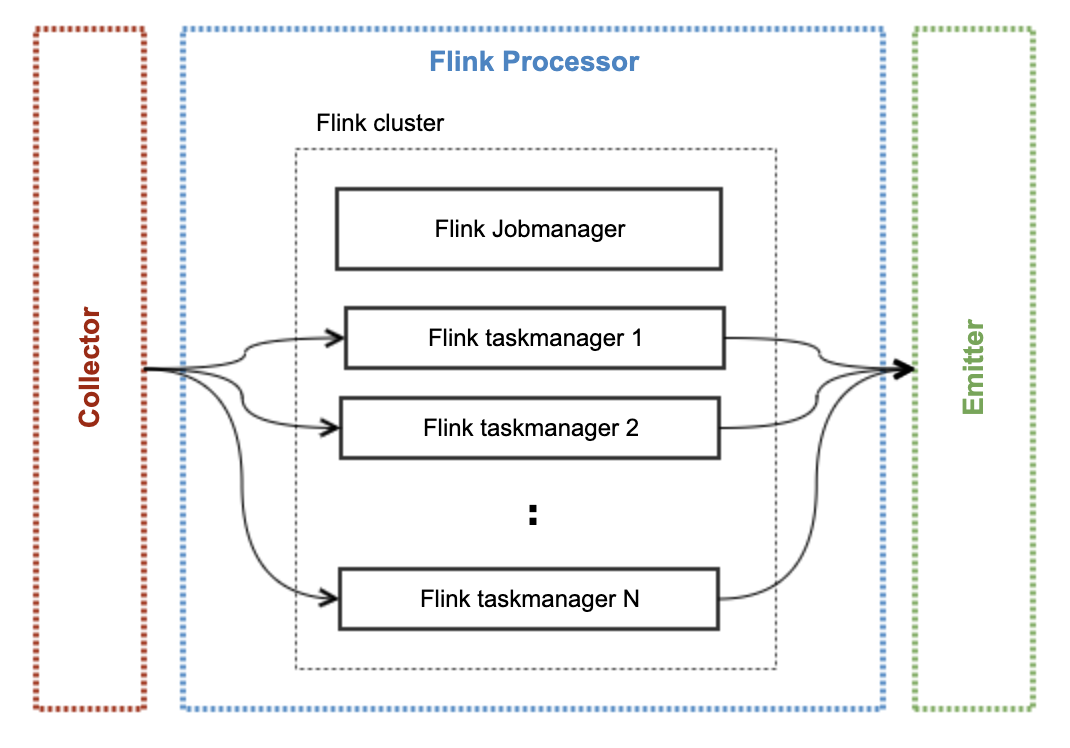 Flink Processor
Flink cluster
Flink Jobmanager
Collector
Flink taskmanager 1
Flink taskmanager 2
:
Flink taskmanager N
Emitter